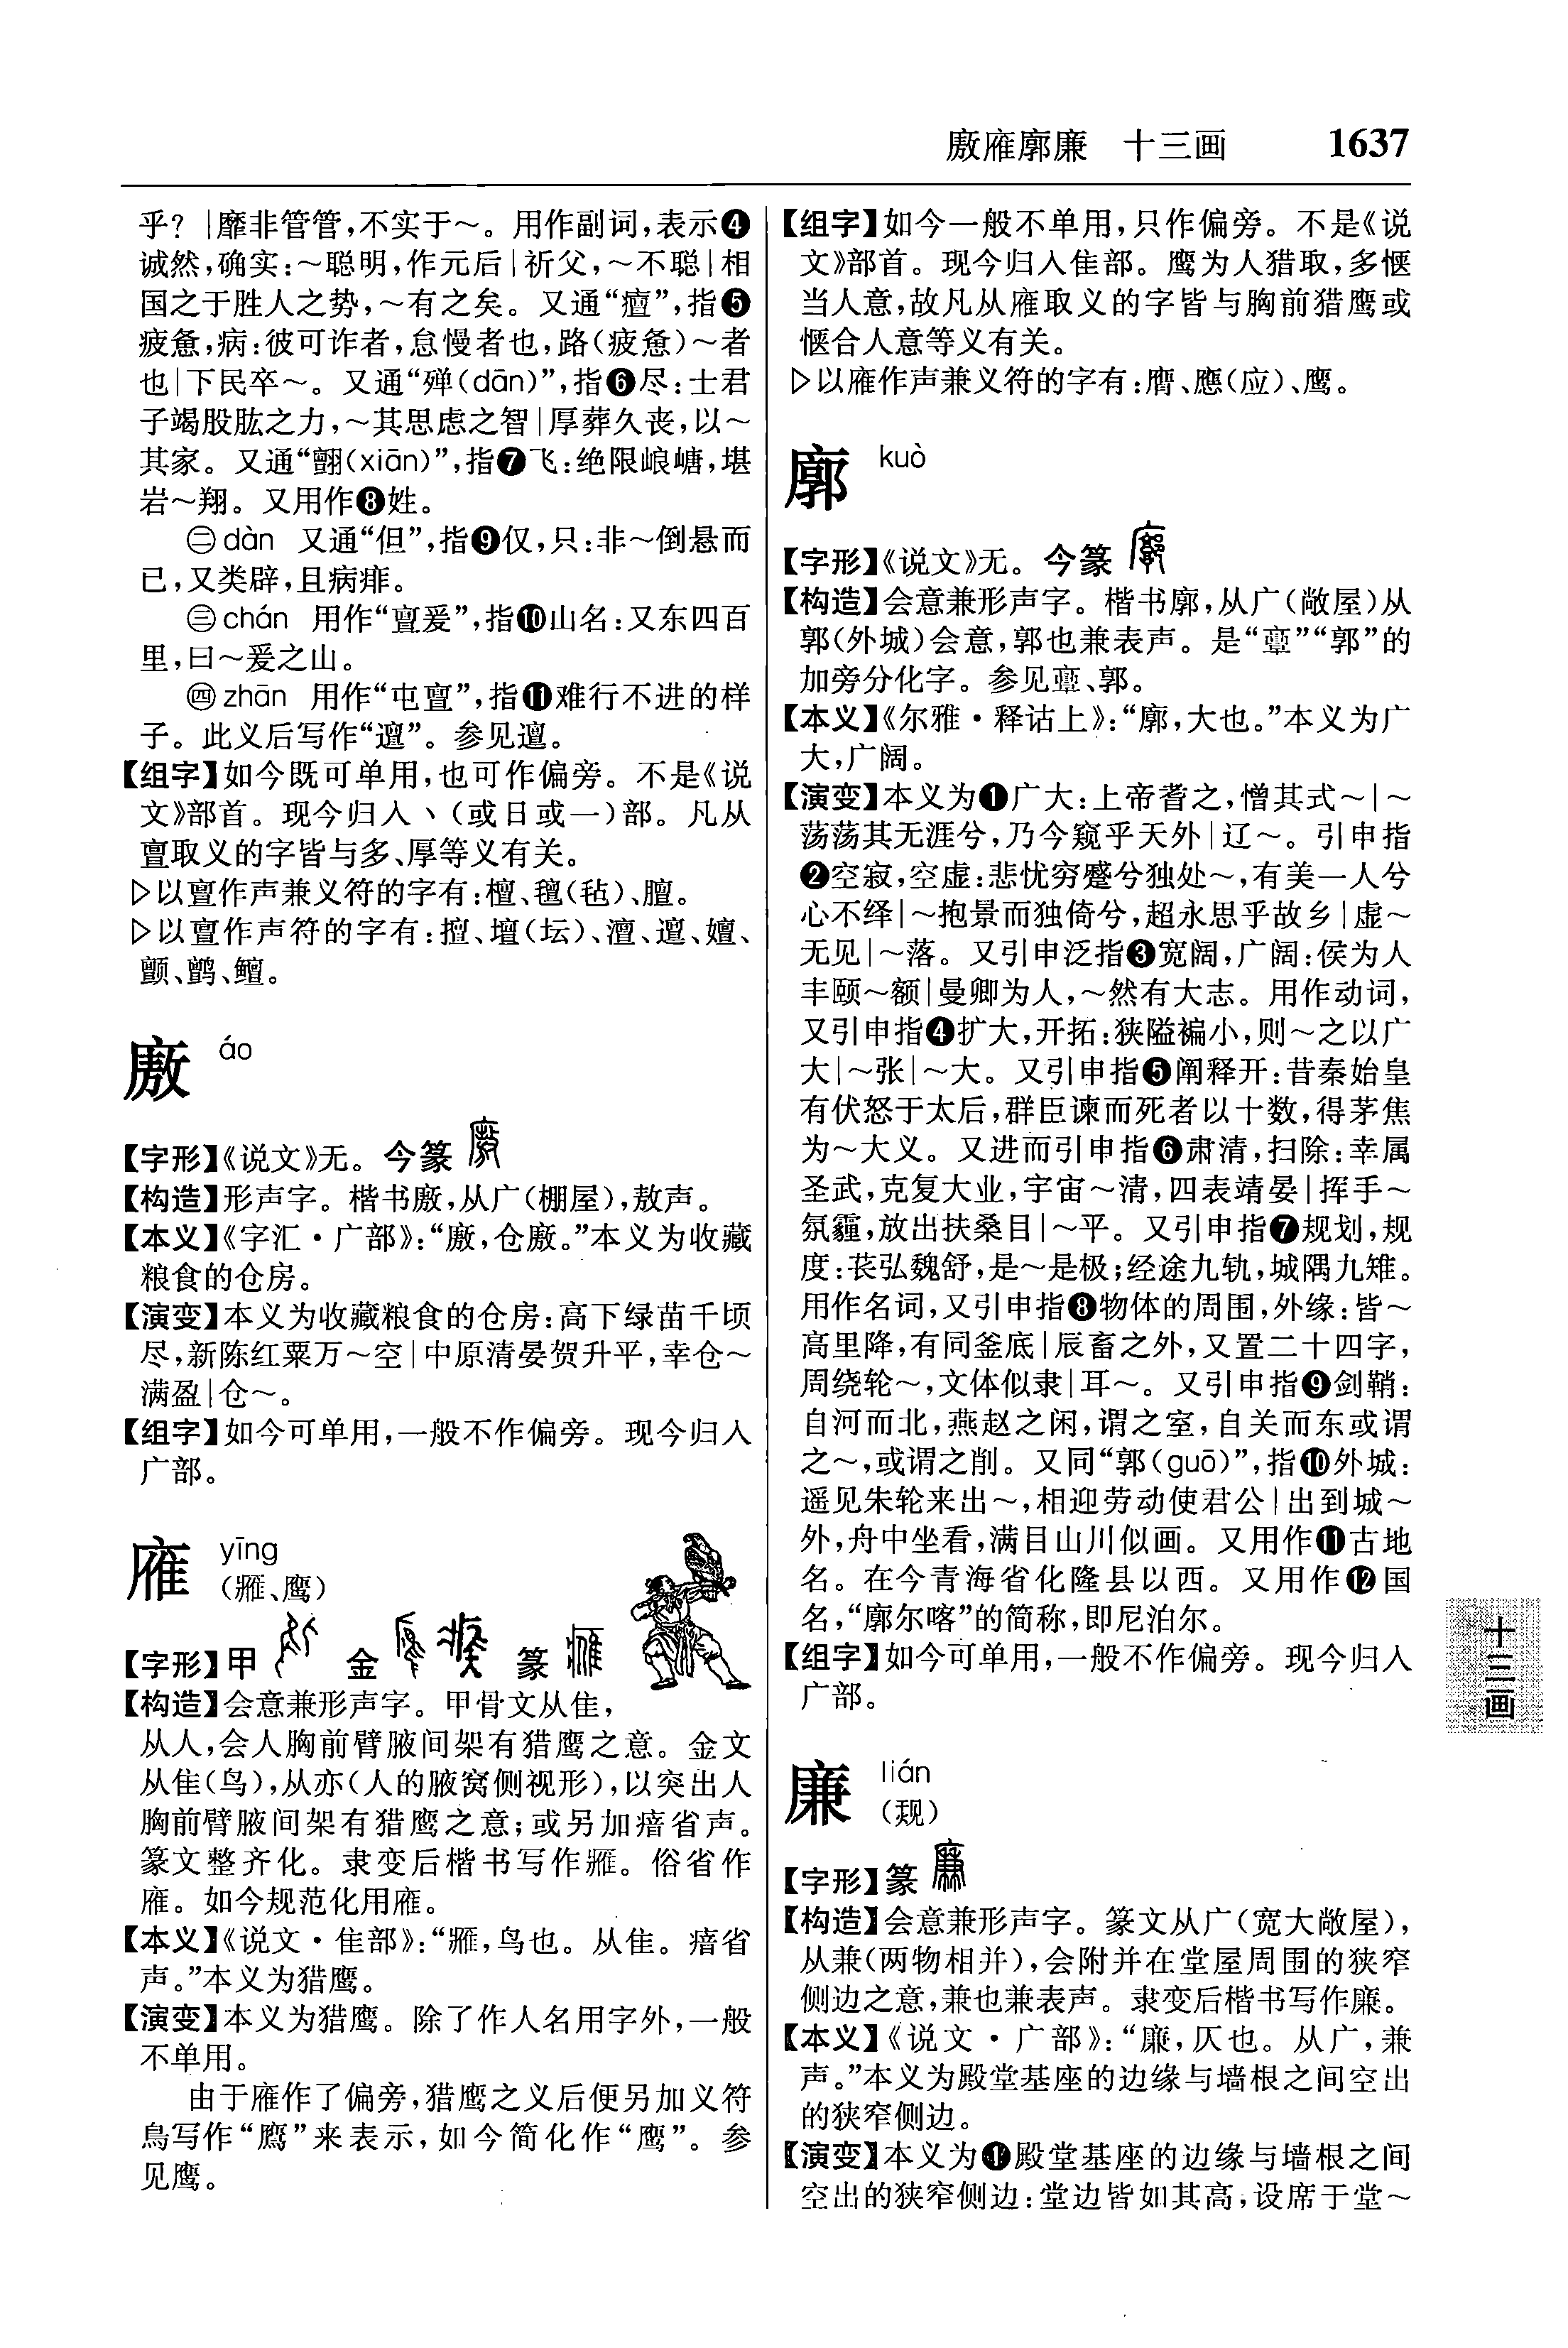 廒䧹廓廉　十三画　1637
乎？｜靡非管管,不实于～。用作副词,表示❹
诚然,确实:～聪明,作元后｜祈父,～不聪｜相
国之于胜人之势,～有之矣。又通“癉”,指❺
疲惫,病:彼可诈者,怠慢者也,路(疲惫)～者
也｜下民卒～。又通“殚(dān)”,指❻尽:士君
子竭股肱之力,～其思虑之智｜厚葬久丧,以～
其家。又通“翾(xiān)”,指❼飞:绝限㟍嵣,堪
岩～翔。又用作❽姓。
㊁dàn　又通“但”,指❾仅,只:非～倒悬而
已,又类辟,且病痱。
㊂chán　用作“亶爰”,指❿山名:又东四百
里,曰～爰之山。
㊃zhān　用作“屯亶”,指⓫难行不进的样
子。此义后写作“邅”。参见邅。
【组字】如今既可单用,也可作偏旁。不是《说
文》部首。现今归入丶(或日或一)部。凡从
亶取义的字皆与多、厚等义有关。
▷以亶作声兼义符的字有:檀、氊(毡)、膻。
▷以亶作声符的字有:擅、壇(坛)、澶、邅、嬗、
颤、鹯、鳣。
廒　áo
【字形】《说文》无。今篆
【构造】形声字。楷书廒,从广(棚屋),敖声。
【本义】《字汇·广部》:“廒,仓廒。”本义为收藏
粮食的仓房。
【演变】本义为收藏粮食的仓房:高下绿苗千顷
尽,新陈红粟万～空｜中原清晏贺升平,幸仓～
满盈｜仓～。
【组字】如今可单用,一般不作偏旁。现今归入
广部。
䧹　yīng
(𤸰、鹰)
【字形】甲　金　篆
【构造】会意兼形声字。甲骨文从隹,
从人,会人胸前臂腋间架有猎鹰之意。金文
从隹(鸟),从亦(人的腋窝侧视形),以突出人
胸前臂腋间架有猎鹰之意;或另加瘖省声。
篆文整齐化。隶变后楷书写作𤸰。俗省作
䧹。如今规范化用䧹。
【本义】《说文·隹部》:“𤸰,鸟也。从隹。瘖省
声。”本义为猎鹰。
【演变】本义为猎鹰。除了作人名用字外,一般
不单用。
由于䧹作了偏旁,猎鹰之义后便另加义符
鳥写作“鷹”来表示,如今简化作“鹰”。参
见鹰。
【组字】如今一般不单用,只作偏旁。不是《说
文》部首。现今归入隹部。鹰为人猎取,多惬
当人意,故凡从䧹取义的字皆与胸前猎鹰或
惬合人意等义有关。
▷以䧹作声兼义符的字有:膺、應(应)、鹰。
廓　kuò
【字形】《说文》无。今篆
【构造】会意兼形声字。楷书廓,从广(敞屋)从
郭(外城)会意,郭也兼表声。是“𩫏”“郭”的
加旁分化字。参见𩫏、郭。
【本义】《尔雅·释诂上》:“廓,大也。”本义为广
大,广阔。
【演变】本义为❶广大:上帝耆之,憎其式～｜～
荡荡其无涯兮,乃今窥乎天外｜辽～。引申指
❷空寂,空虚:悲忧穷蹙兮独处～,有美一人兮
心不绎｜～抱景而独倚兮,超永思乎故乡｜虚～
无见｜～落。又引申泛指❸宽阔,广阔:侯为人
丰颐～额｜曼卿为人,～然有大志。用作动词,
又引申指❹扩大,开拓:狭隘褊小,则～之以广
大｜～张｜～大。又引申指❺阐释开:昔秦始皇
有伏怒于太后,群臣谏而死者以十数,得茅焦
为～大义。又进而引申指❻肃清,扫除:幸属
圣武,克复大业,宇宙～清,四表靖晏｜挥手～
氛霾,放出扶桑目｜～平。又引申指❼规划,规
度:苌弘魏舒,是～是极;经途九轨,城隅九雉。
用作名词,又引申指❽物体的周围,外缘:皆～
高里降,有同釜底｜辰畜之外,又置二十四字,
周绕轮～,文体似隶｜耳～。又引申指❾剑鞘:
自河而北,燕赵之闲,谓之室,自关而东或谓
之～,或谓之削。又同“郭(guō)”,指❿外城:
遥见朱轮来出～,相迎劳动使君公｜出到城～
外,舟中坐看,满目山川似画。又用作⓫古地
名。在今青海省化隆县以西。又用作⓬国
名,“廓尔喀”的简称,即尼泊尔。
【组字】如今可单用,一般不作偏旁。现今归入
广部。
廉　lián
(覝)
【字形】篆
【构造】会意兼形声字。篆文从广(宽大敞屋),
从兼(两物相并),会附并在堂屋周围的狭窄
侧边之意,兼也兼表声。隶变后楷书写作廉。
【本义】《说文·广部》:“廉,仄也。从广,兼
声。”本义为殿堂基座的边缘与墙根之间空出
的狭窄侧边。
【演变】本义为❶殿堂基座的边缘与墙根之间
空出的狭窄侧边:堂边皆如其高,设席于堂～
十三画